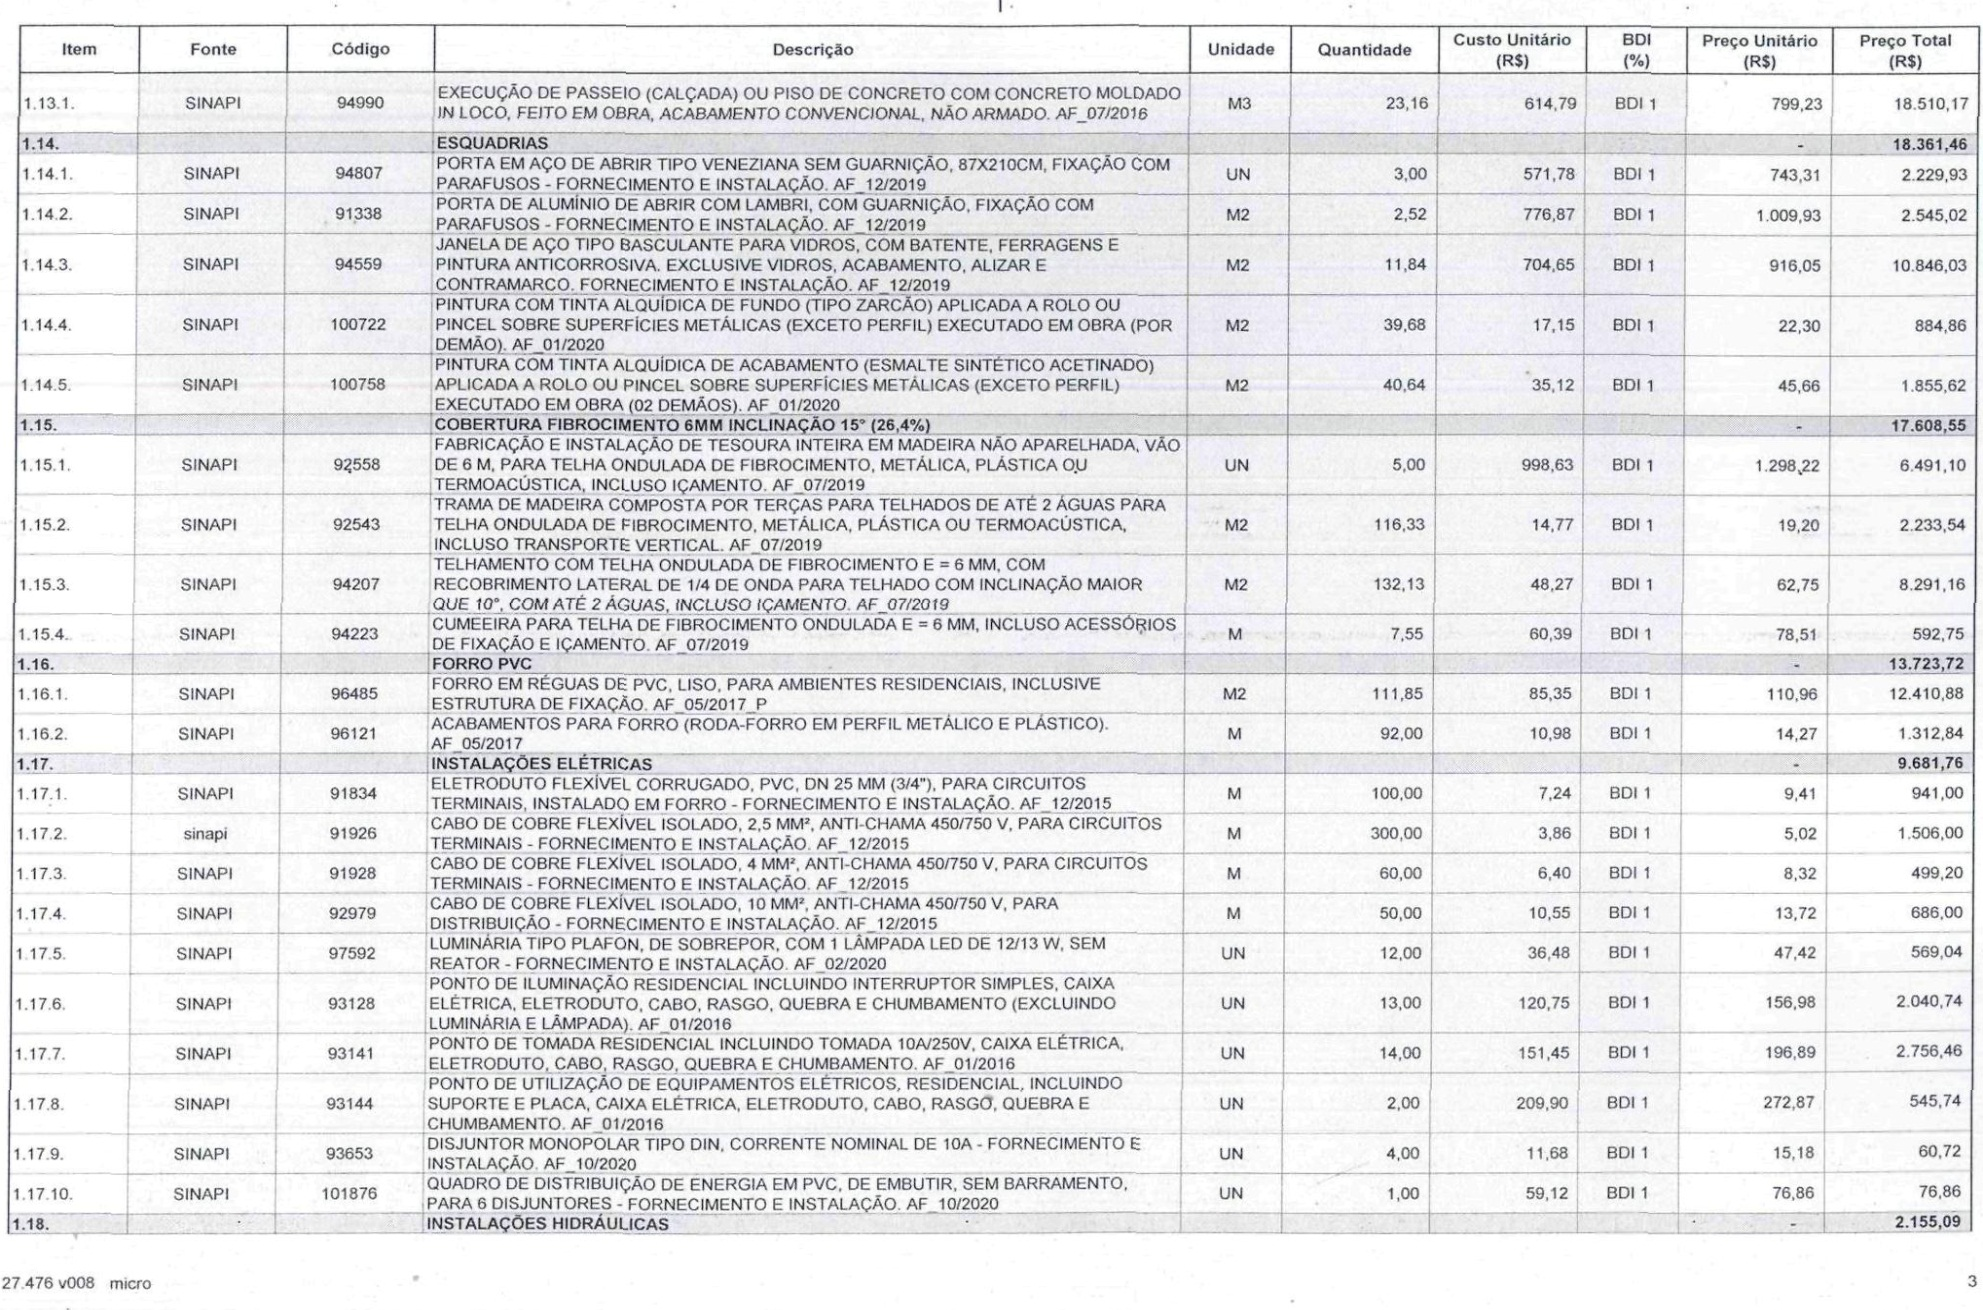 Item Fonte Código Descrição Unidade Quantidade Custo Unitário (R$) BDI (%) Preço Unitário (R$) Preço Total (R$)
1.13.1. SINAPI 94990 EXECUÇÃO DE PASSEIO (CALÇADA) OU PISO DE CONCRETO COM CONCRETO MOLDADO
IN LOCO, FEITO EM OBRA, ACABAMENTO CONVENCIONAL, NÃO ARMADO. AF_07/2016 M3 23,16 614,79 BDI 1 799,23 18.510,17
1.14. ESQUADRIAS - 18.361,46
1.14.1. SINAPI 94807 PORTA EM AÇO DE ABRIR TIPO VENEZIANA SEM GUARNIÇÃO, 87X210CM, FIXAÇÃO COM
PARAFUSOS - FORNECIMENTO E INSTALAÇÃO. AF_12/2019 UN 3,00 571,78 BDI 1 743,31 2.229,93
1.14.2. SINAPI 91338 PORTA DE ALUMÍNIO DE ABRIR COM LAMBRI, COM GUARNIÇÃO, FIXAÇÃO COM
PARAFUSOS - FORNECIMENTO E INSTALAÇÃO. AF_12/2019 M2 2,52 776,87 BDI 1 1.009,93 2.545,02
1.14.3. SINAPI 94559 JANELA DE AÇO TIPO BASCULANTE PARA VIDROS, COM BATENTE, FERRAGENS E
PINTURA ANTICORROSIVA. EXCLUSIVE VIDROS, ACABAMENTO, ALIZAR E
CONTRAMARCO. FORNECIMENTO E INSTALAÇÃO. AF_12/2019 M2 11,84 704,65 BDI 1 916,05 10.846,03
1.14.4. SINAPI 100722 PINTURA COM TINTA ALQUÍDICA DE FUNDO (TIPO ZARCÃO) APLICADA A ROLO OU
PINCEL SOBRE SUPERFÍCIES METÁLICAS (EXCETO PERFIL) EXECUTADO EM OBRA (POR
DEMÃO). AF_01/2020 M2 39,68 17,15 BDI 1 22,30 884,86
1.14.5. SINAPI 100758 PINTURA COM TINTA ALQUÍDICA DE ACABAMENTO (ESMALTE SINTÉTICO ACETINADO)
APLICADA A ROLO OU PINCEL SOBRE SUPERFÍCIES METÁLICAS (EXCETO PERFIL)
EXECUTADO EM OBRA (02 DEMÃOS). AF_01/2020 M2 40,64 35,12 BDI 1 45,66 1.855,62
1.15. COBERTURA FIBROCIMENTO 6MM INCLINAÇÃO 15° (26,4%) - 17.608,55
1.15.1. SINAPI 92558 FABRICAÇÃO E INSTALAÇÃO DE TESOURA INTEIRA EM MADEIRA NÃO APARELHADA, VÃO
DE 6 M, PARA TELHA ONDULADA DE FIBROCIMENTO, METÁLICA, PLÁSTICA OU
TERMOACÚSTICA, INCLUSO IÇAMENTO. AF_07/2019 UN 5,00 998,63 BDI 1 1.298,22 6.491,10
1.15.2. SINAPI 92543 TRAMA DE MADEIRA COMPOSTA POR TERÇAS PARA TELHADOS DE ATÉ 2 ÁGUAS PARA
TELHA ONDULADA DE FIBROCIMENTO, METÁLICA, PLÁSTICA OU TERMOACÚSTICA,
INCLUSO TRANSPORTE VERTICAL. AF_07/2019 M2 116,33 14,77 BDI 1 19,20 2.233,54
1.15.3. SINAPI 94207 TELHAMENTO COM TELHA ONDULADA DE FIBROCIMENTO E = 6 MM, COM
RECOBRIMENTO LATERAL DE 1/4 DE ONDA PARA TELHADO COM INCLINAÇÃO MAIOR
QUE 10°, COM ATÉ 2 ÁGUAS, INCLUSO IÇAMENTO. AF_07/2019 M2 132,13 48,27 BDI 1 62,75 8.291,16
1.15.4. SINAPI 94223 CUMEEIRA PARA TELHA DE FIBROCIMENTO ONDULADA E = 6 MM, INCLUSO ACESSÓRIOS
DE FIXAÇÃO E IÇAMENTO. AF_07/2019 M 7,55 60,39 BDI 1 78,51 592,75
1.16. FORRO PVC - 13.723,72
1.16.1. SINAPI 96485 FORRO EM RÉGUAS DE PVC, LISO, PARA AMBIENTES RESIDENCIAIS, INCLUSIVE
ESTRUTURA DE FIXAÇÃO. AF_05/2017_P M2 111,85 85,35 BDI 1 110,96 12.410,88
1.16.2. SINAPI 96121 ACABAMENTOS PARA FORRO (RODA-FORRO EM PERFIL METÁLICO E PLÁSTICO).
AF_05/2017 M 92,00 10,98 BDI 1 14,27 1.312,84
1.17. INSTALAÇÕES ELÉTRICAS - 9.681,76
1.17.1. SINAPI 91834 ELETRODUTO FLEXÍVEL CORRUGADO, PVC, DN 25 MM (3/4"), PARA CIRCUITOS
TERMINAIS, INSTALADO EM FORRO - FORNECIMENTO E INSTALAÇÃO. AF_12/2015 M 100,00 7,24 BDI 1 9,41 941,00
1.17.2. sinapi 91926 CABO DE COBRE FLEXÍVEL ISOLADO, 2,5 MM², ANTI-CHAMA 450/750 V, PARA CIRCUITOS
TERMINAIS - FORNECIMENTO E INSTALAÇÃO. AF_12/2015 M 300,00 3,86 BDI 1 5,02 1.506,00
1.17.3. SINAPI 91928 CABO DE COBRE FLEXÍVEL ISOLADO, 4 MM², ANTI-CHAMA 450/750 V, PARA CIRCUITOS
TERMINAIS - FORNECIMENTO E INSTALAÇÃO. AF_12/2015 M 60,00 6,40 BDI 1 8,32 499,20
1.17.4. SINAPI 92979 CABO DE COBRE FLEXÍVEL ISOLADO, 10 MM², ANTI-CHAMA 450/750 V, PARA
DISTRIBUIÇÃO - FORNECIMENTO E INSTALAÇÃO. AF_12/2015 M 50,00 10,55 BDI 1 13,72 686,00
1.17.5. SINAPI 97592 LUMINÁRIA TIPO PLAFON, DE SOBREPOR, COM 1 LÂMPADA LED DE 12/13 W, SEM
REATOR - FORNECIMENTO E INSTALAÇÃO. AF_02/2020 UN 12,00 36,48 BDI 1 47,42 569,04
1.17.6. SINAPI 93128 PONTO DE ILUMINAÇÃO RESIDENCIAL INCLUINDO INTERRUPTOR SIMPLES, CAIXA
ELÉTRICA, ELETRODUTO, CABO, RASGO, QUEBRA E CHUMBAMENTO (EXCLUINDO
LUMINÁRIA E LÂMPADA). AF_01/2016 UN 13,00 120,75 BDI 1 156,98 2.040,74
1.17.7. SINAPI 93141 PONTO DE TOMADA RESIDENCIAL INCLUINDO TOMADA 10A/250V, CAIXA ELÉTRICA,
ELETRODUTO, CABO, RASGO, QUEBRA E CHUMBAMENTO. AF_01/2016 UN 14,00 151,45 BDI 1 196,89 2.756,46
1.17.8. SINAPI 93144 PONTO DE UTILIZAÇÃO DE EQUIPAMENTOS ELÉTRICOS, RESIDENCIAL, INCLUINDO
SUPORTE E PLACA, CAIXA ELÉTRICA, ELETRODUTO, CABO, RASGO, QUEBRA E
CHUMBAMENTO. AF_01/2016 UN 2,00 209,90 BDI 1 272,87 545,74
1.17.9. SINAPI 93653 DISJUNTOR MONOPOLAR TIPO DIN, CORRENTE NOMINAL DE 10A - FORNECIMENTO E
INSTALAÇÃO. AF_10/2020 UN 4,00 11,68 BDI 1 15,18 60,72
1.17.10. SINAPI 101876 QUADRO DE DISTRIBUIÇÃO DE ENERGIA EM PVC, DE EMBUTIR, SEM BARRAMENTO,
PARA 6 DISJUNTORES - FORNECIMENTO E INSTALAÇÃO. AF_10/2020 UN 1,00 59,12 BDI 1 76,86 76,86
1.18. INSTALAÇÕES HIDRÁULICAS - 2.155,09
27.476 v008 micro 3